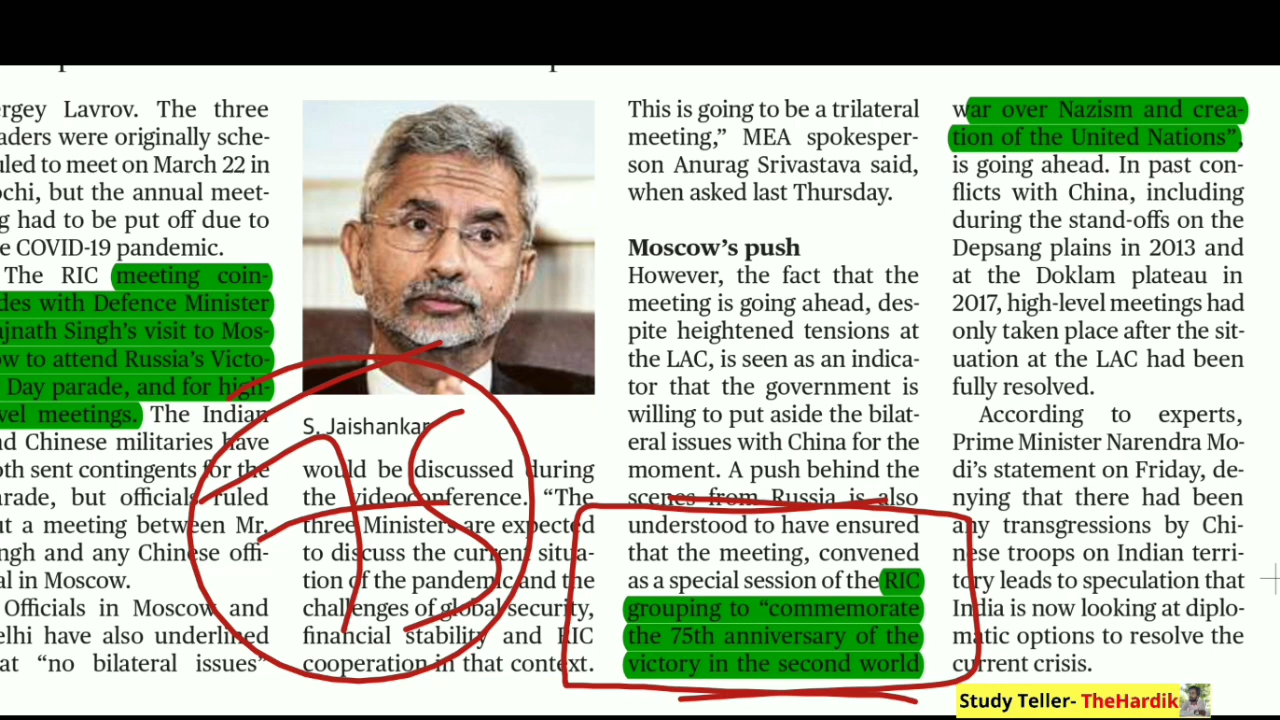 ergey Lavrov. The three
aders were originally sche-
uled to meet on March 22 in
ochi, but the annual meet-
g had to be put off due to
e COVID-19 pandemic.
The RIC meeting coin-
des with Defence Minister
ajnath Singh's visit to Mos-
ow to attend Russia's Victo-
Day parade, and for high-
vel meetings. The Indian
nd Chinese militaries have
oth sent contingents for the
arade, but officials ruled
ut a meeting between Mr.
ngh and any Chinese offi-
al in Moscow.
Officials in Moscow and
elhi have also underlined
at “no bilateral issues”
S. Jaishankar
would be discussed during
the videoconference. “The
three Ministers are expected
to discuss the current situa-
tion of the pandemic and the
challenges of global security,
financial stability and RIC
cooperation in that context.
75
This is going to be a trilateral
meeting,” MEA spokesper-
son Anurag Srivastava said,
when asked last Thursday.
Moscow's push
However, the fact that the
meeting is going ahead, des-
pite heightened tensions at
the LAC, is seen as an indica-
tor that the government is
willing to put aside the bilat-
eral issues with China for the
moment. A push behind the
scenes from Russia is also
understood to have ensured
that the meeting, convened
as a special session of the RIC
grouping to “commemorate
the 75th anniversary of the
victory in the second world
war over Nazism and crea-
tion of the United Nations”,
is going ahead. In past con-
flicts with China, including
during the stand-offs on the
Depsang plains in 2013 and
at the Doklam plateau in
2017, high-level meetings had
only taken place after the sit-
uation at the LAC had been
fully resolved.
According to experts,
Prime Minister Narendra Mo-
di's statement on Friday, de-
nying that there had been
any transgressions by Chi-
nese troops on Indian terri-
tory leads to speculation that
India is now looking at diplo-
matic options to resolve the
current crisis.
Study Teller- TheHardik